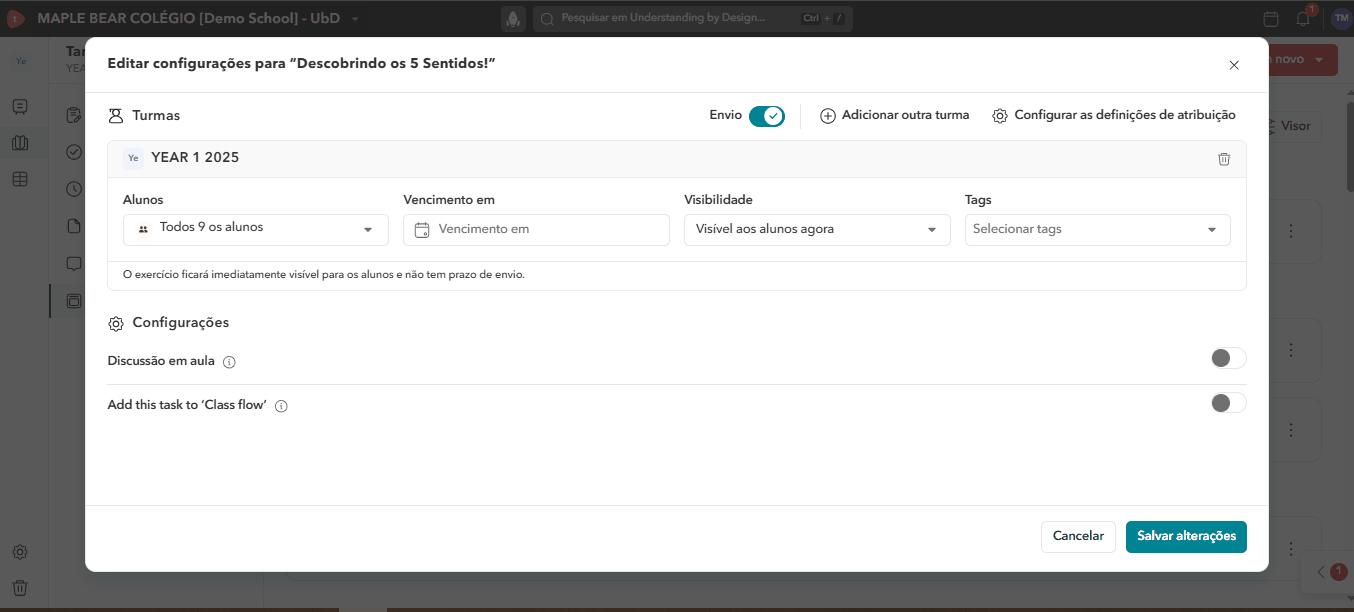 MAPLE BEAR COLÉGIO [Demo School] - UbD
Pesquisar em Understanding by Design... Ctrl + /
1
TM
Ye
Tar
YEA
novo
Visor
Editar configurações para “Descobrindo os 5 Sentidos!”
Turmas
Envio
Adicionar outra turma
Configurar as definições de atribuição
Ye YEAR 1 2025
Alunos Vencimento em Visibilidade Tags
Todos 9 os alunos Vencimento em Visível aos alunos agora Selecionar tags
O exercício ficará imediatamente visível para os alunos e não tem prazo de envio.
Configurações
Discussão em aula
Add this task to ‘Class flow’
Cancelar Salvar alterações
1